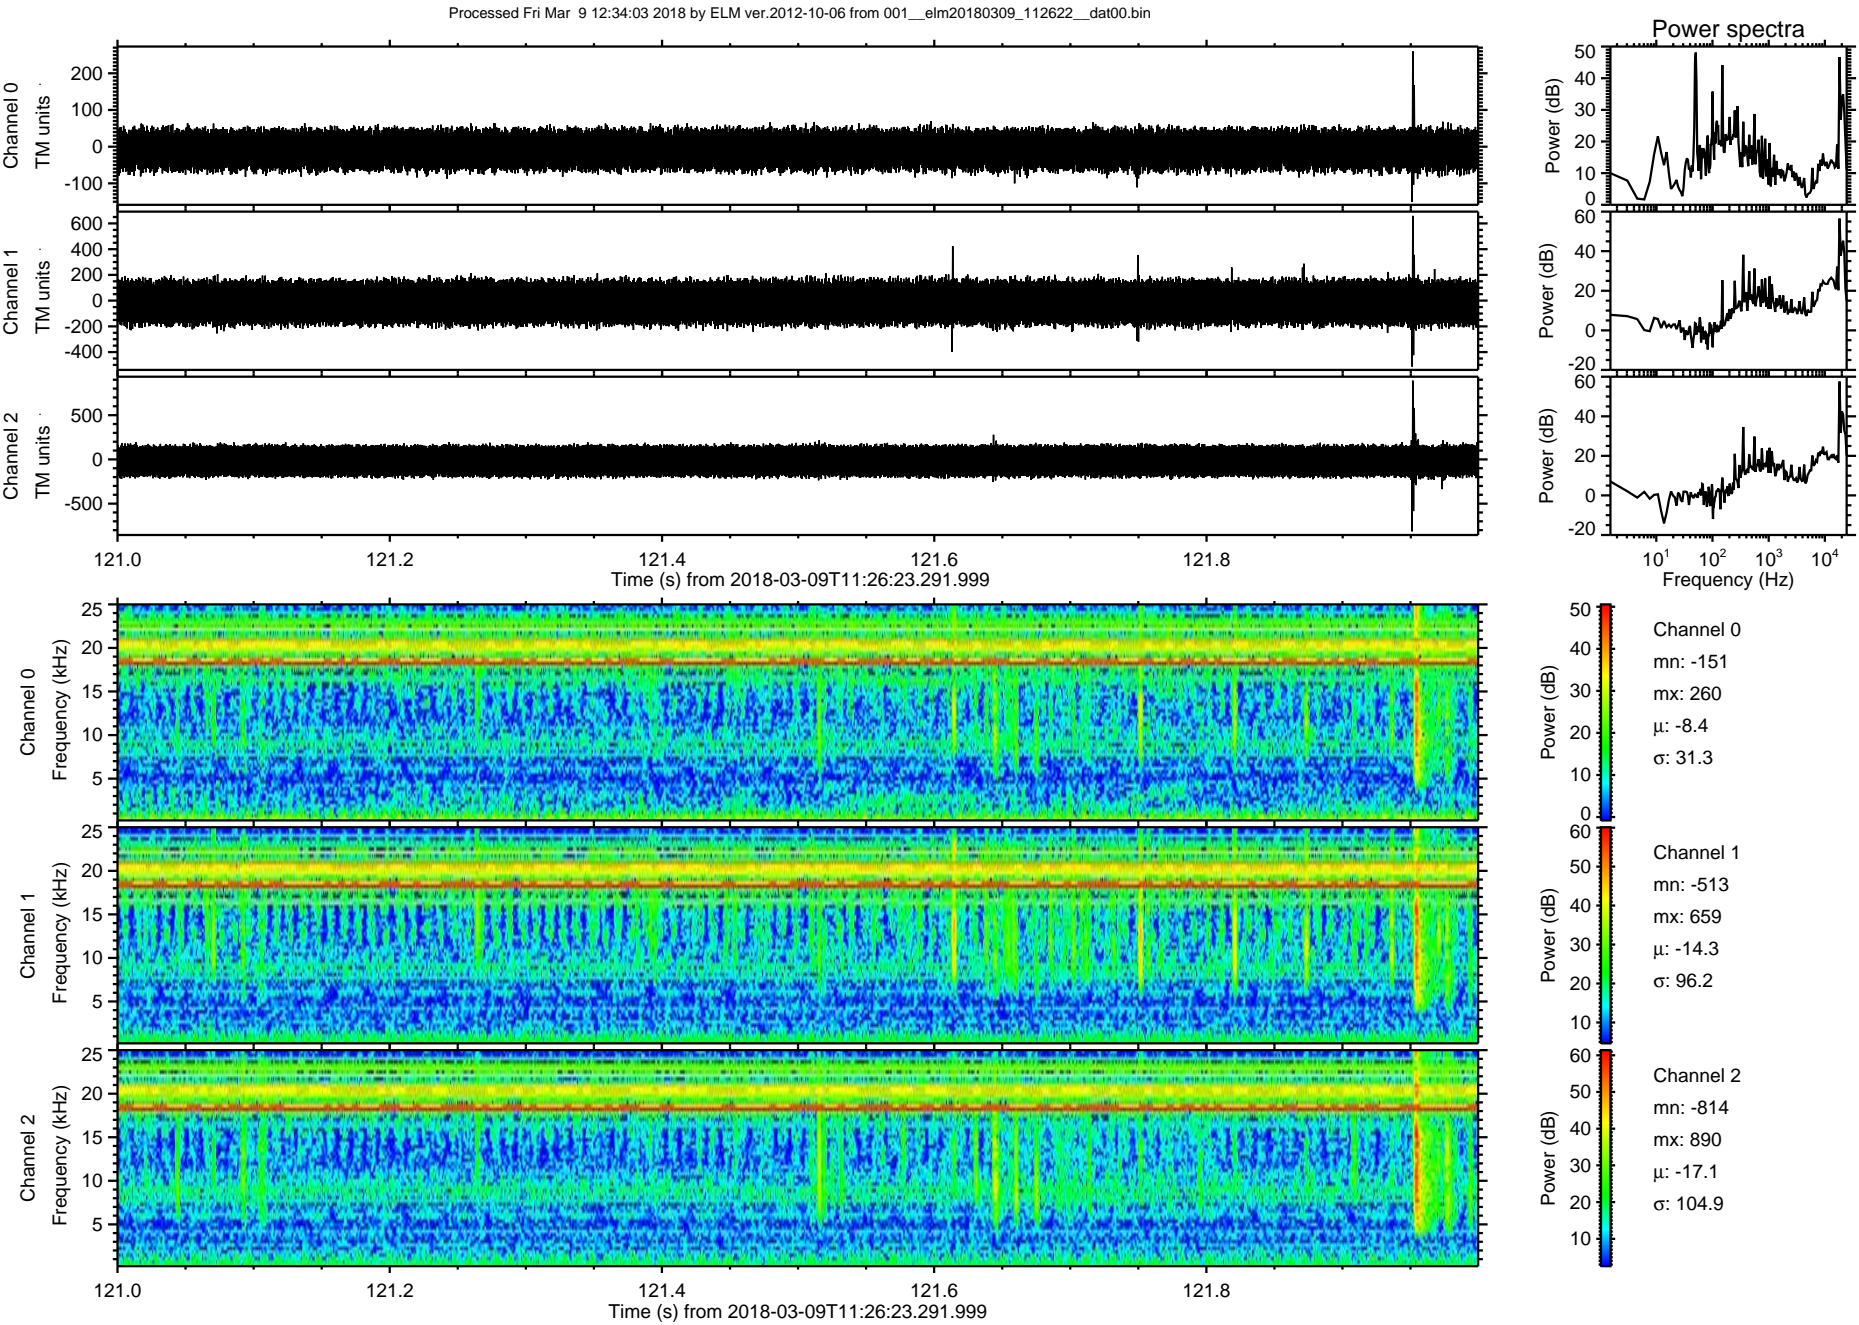 Processed Fri Mar  9 12:34:03 2018 by ELM ver.2012-10-06 from 001__elm20180309_112622__dat00.bin
Power spectra
Channel 0
TM units
200
100
0
-100
Power (dB)
50
40
30
20
10
0
Channel 1
TM units
600
400
200
0
-200
-400
Power (dB)
60
40
20
0
-20
Channel 2
TM units
500
0
-500
Power (dB)
60
40
20
0
-20
121.0 121.2 121.4 121.6 121.8
Time (s) from 2018-03-09T11:26:23.291.999
10¹ 10² 10³ 10⁴
Frequency (Hz)
Channel 0
Frequency (kHz)
25
20
15
10
5
Power (dB)
50
40
30
20
10
0
Channel 0
mn: -151
mx: 260
µ: -8.4
σ: 31.3
Channel 1
Frequency (kHz)
25
20
15
10
5
Power (dB)
60
50
40
30
20
10
Channel 1
mn: -513
mx: 659
µ: -14.3
σ: 96.2
Channel 2
Frequency (kHz)
25
20
15
10
5
Power (dB)
60
50
40
30
20
10
Channel 2
mn: -814
mx: 890
µ: -17.1
σ: 104.9
121.0 121.2 121.4 121.6 121.8
Time (s) from 2018-03-09T11:26:23.291.999